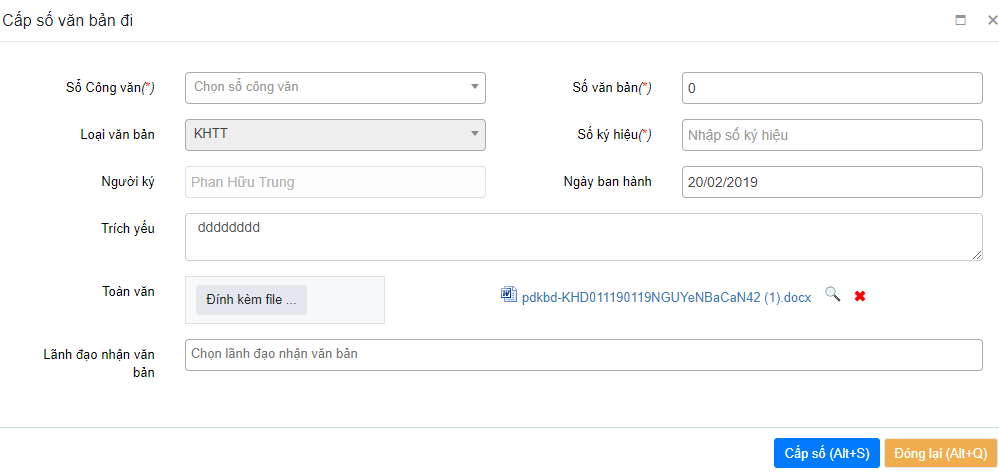 Cấp số văn bản đi
Sổ Công văn(*) Chọn sổ công văn Số văn bản(*) 0
Loại văn bản KHTT Số ký hiệu(*) Nhập số ký hiệu
Người ký Phan Hữu Trung Ngày ban hành 20/02/2019
Trích yếu dddddddd
Toàn văn Đính kèm file ... pdkbd-KHD011190119NGUYeNBaCaN42 (1).docx
Lãnh đạo nhận văn Chọn lãnh đạo nhận văn bản
bản
Cấp số (Alt+S) Đóng lại (Alt+Q)